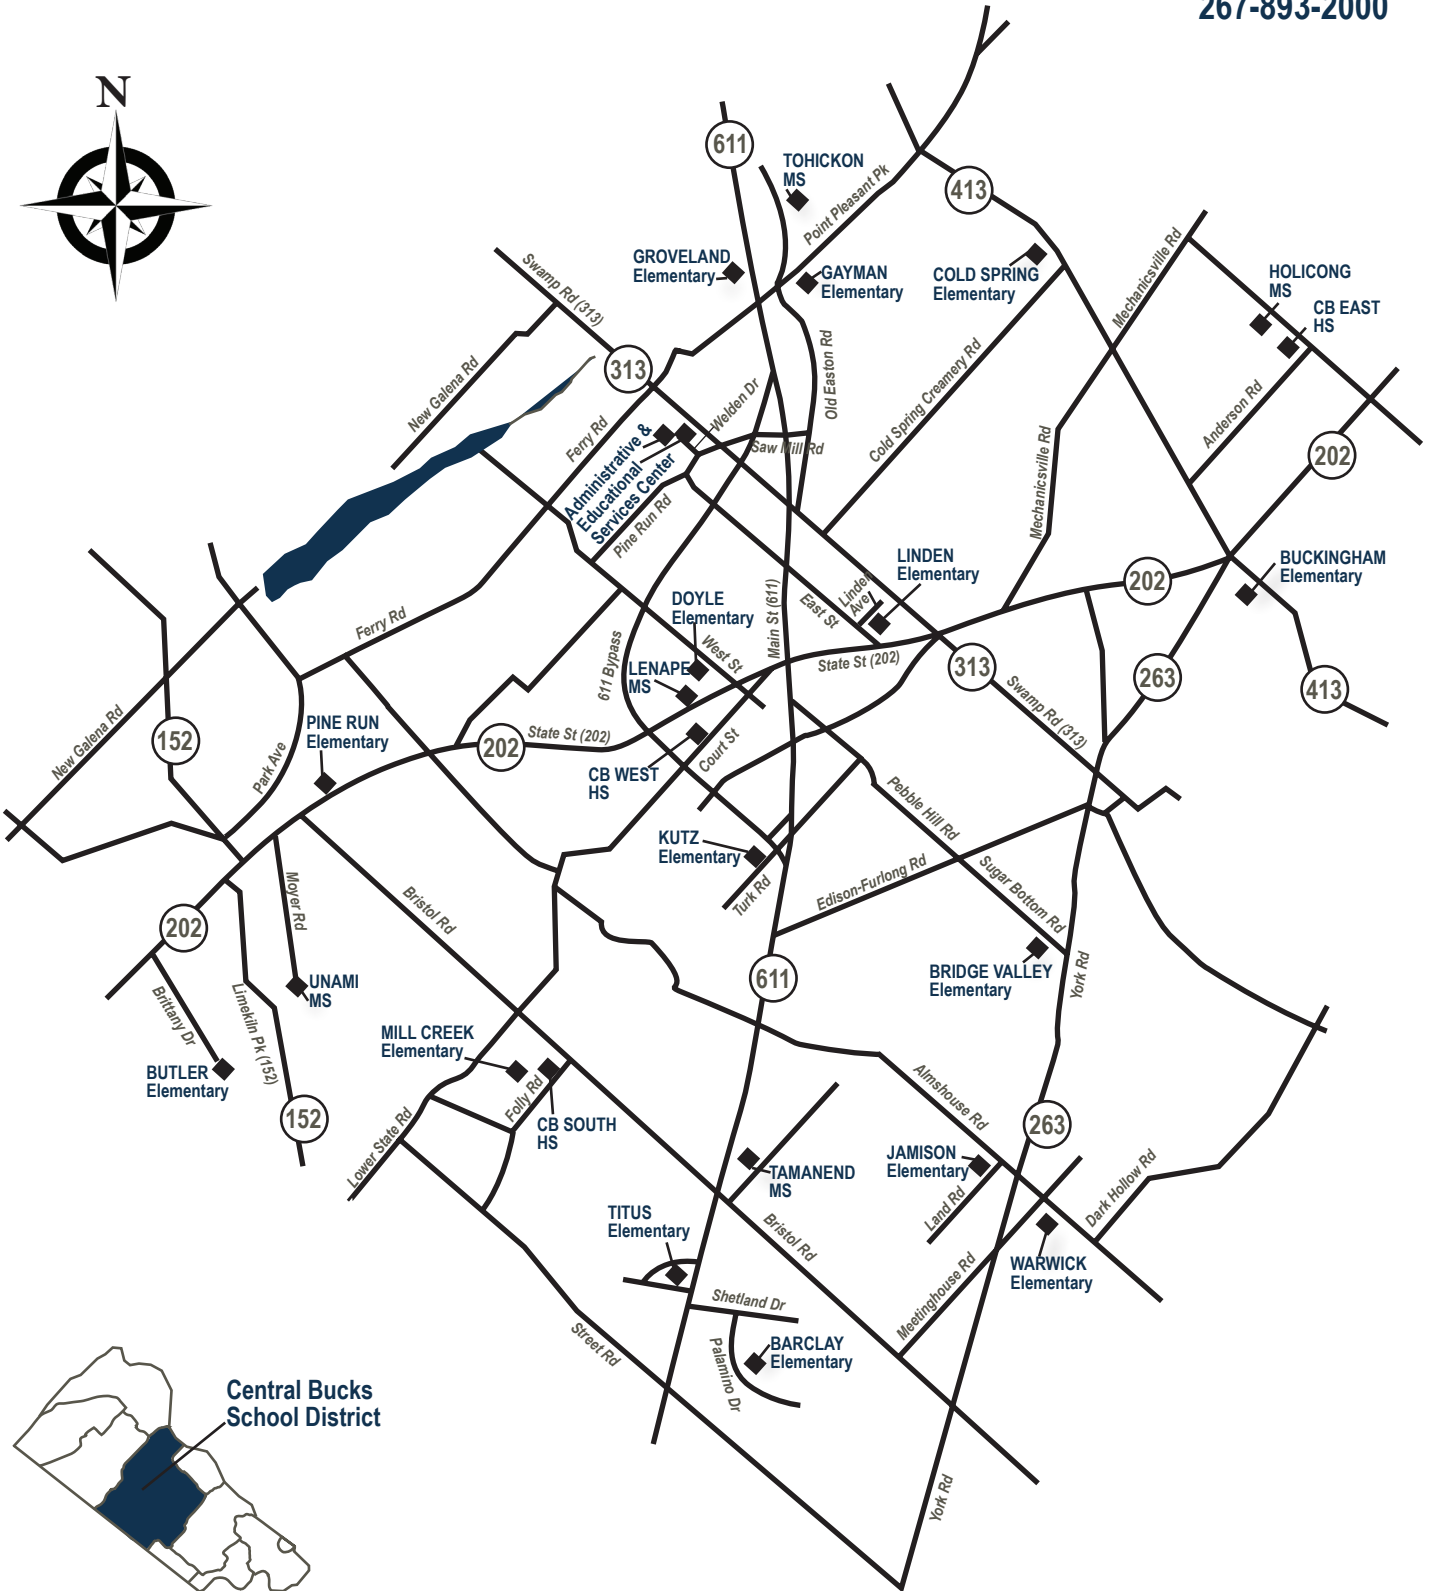 267-893-2000
N
611
TOHICKON
MS
Point Pleasant Pk
413
Swamp Rd (313)
GROVELAND
Elementary
GAYMAN
Elementary
COLD SPRING
Elementary
Mechanicsville Rd
HOLICONG
MS
CB EAST
HS
313
New Galena Rd
Old Easton Rd
Cold Spring Creamery Rd
Anderson Rd
Welden Dr
Ferry Rd
Saw Mill Rd
202
Administrative &
Educational
Services Center
Pine Run Rd
Mechanicsville Rd
LINDEN
Elementary
Linden
Ave
East St
202
BUCKINGHAM
Elementary
DOYLE
Elementary
Main St (611)
Ferry Rd
611 Bypass
West St
LENAPE
MS
State St (202)
313
263
413
Swamp Rd (313)
New Galena Rd
152
PINE RUN
Elementary
Park Ave
202
State St (202)
CB WEST
HS
Court St
Pebble Hill Rd
KUTZ
Elementary
Turk Rd
Edison-Furlong Rd
Sugar Bottom Rd
Moyer Rd
Bristol Rd
202
611
BRIDGE VALLEY
Elementary
York Rd
UNAMI
MS
Brittany Dr
Limekiln Pk (152)
BUTLER
Elementary
152
MILL CREEK
Elementary
Folly Rd
CB SOUTH
HS
Lower State Rd
Almshouse Rd
263
TAMANEND
MS
JAMISON
Elementary
Land Rd
Dark Hollow Rd
TITUS
Elementary
Bristol Rd
Meetinghouse Rd
WARWICK
Elementary
Shetland Dr
Street Rd
Palamino Dr
BARCLAY
Elementary
York Rd
Central Bucks
School District